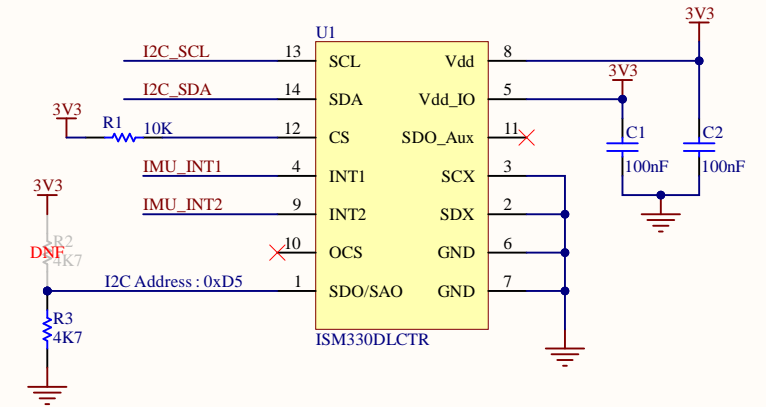 U1
3V3
I2C_SCL
13
SCL
Vdd
8
3V3
I2C_SDA
14
SDA
Vdd_IO
5
3V3
R1
10K
12
CS
SDO_Aux
11
C1
C2
100nF
100nF
IMU_INT1
4
INT1
SCX
3
IMU_INT2
9
INT2
SDX
2
3V3
R2
DNF
4K7
10
OCS
GND
6
I2C Address : 0xD5
1
SDO/SAO
GND
7
R3
4K7
ISM330DLCTR